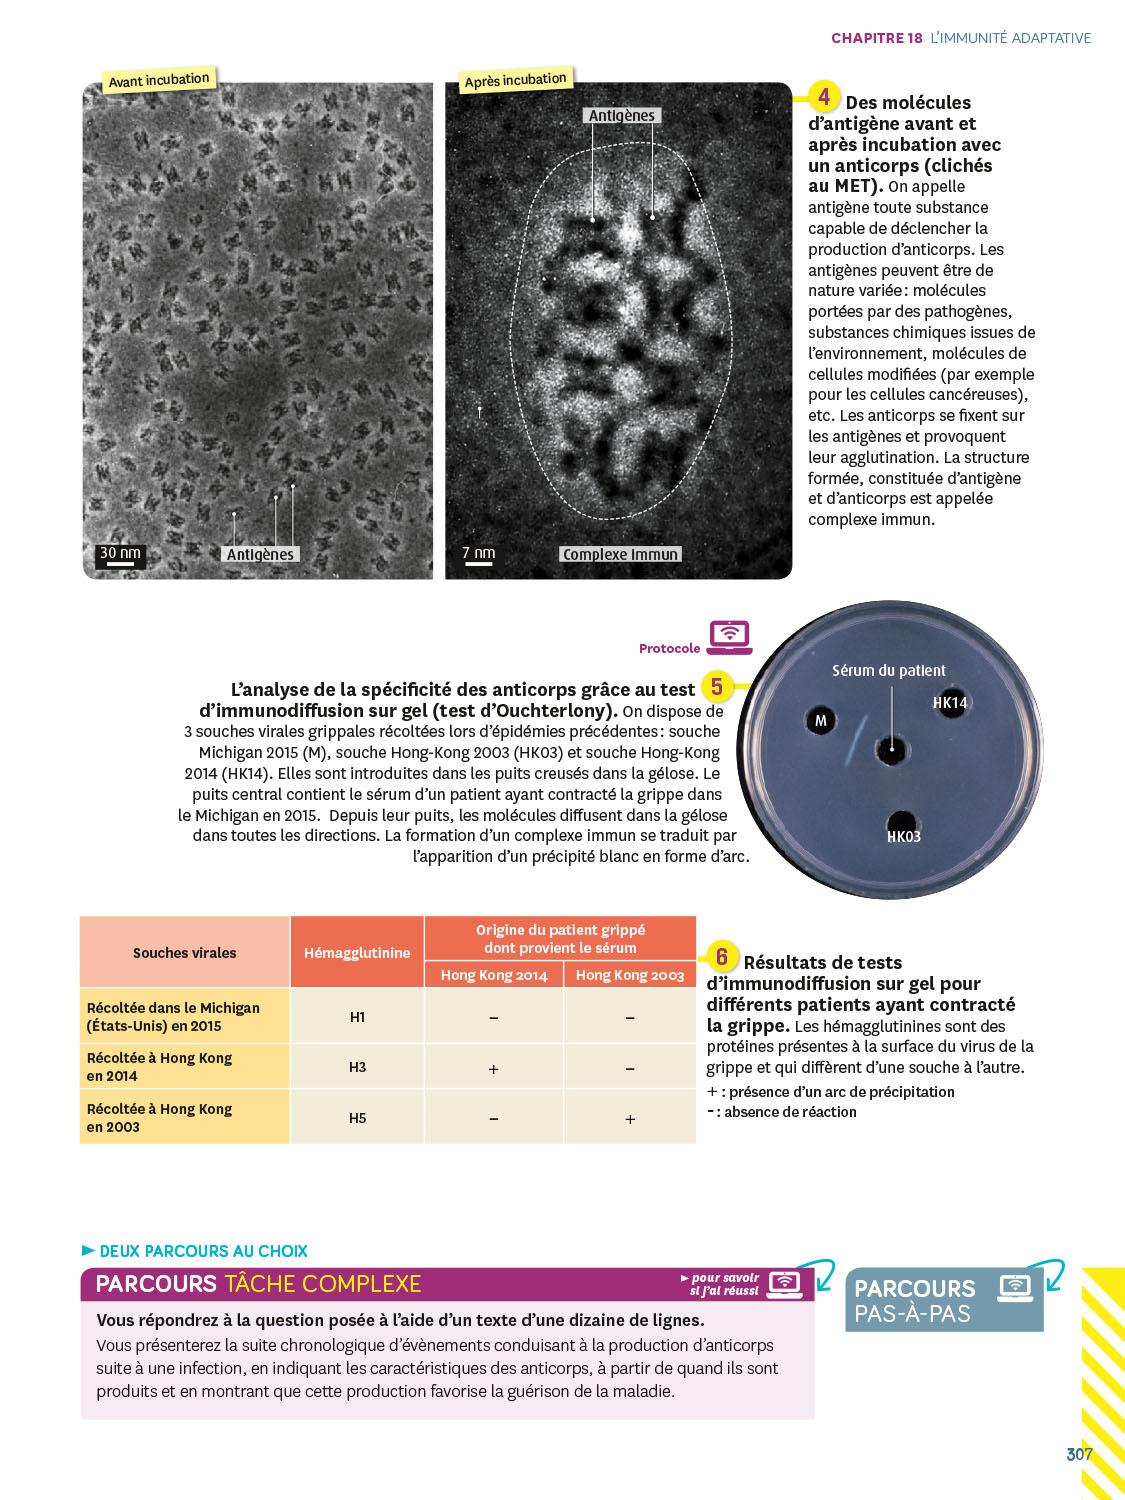 CHAPITRE 18 L'IMMUNITÉ ADAPTATIVE
Avant incubation
Après incubation
Antigènes
30 nm
Antigènes
7 nm
Complexe immun
4 Des molécules
d'antigène avant et
après incubation avec
un anticorps (clichés
au MET). On appelle
antigène toute substance
capable de déclencher la
production d'anticorps. Les
antigènes peuvent être de
nature variée : molécules
portées par des pathogènes,
substances chimiques issues de
l'environnement, molécules de
cellules modifiées (par exemple
pour les cellules cancéreuses),
etc. Les anticorps se fixent sur
les antigènes et provoquent
leur agglutination. La structure
formée, constituée d'antigène
et d'anticorps est appelée
complexe immun.
Protocole
L'analyse de la spécificité des anticorps grâce au test 5
d'immunodiffusion sur gel (test d'Ouchterlony). On dispose de
3 souches virales grippales récoltées lors d'épidémies précédentes : souche
Michigan 2015 (M), souche Hong-Kong 2003 (HK03) et souche Hong-Kong
2014 (HK14). Elles sont introduites dans les puits creusés dans la gélose. Le
puits central contient le sérum d'un patient ayant contracté la grippe dans
le Michigan en 2015. Depuis leur puits, les molécules diffusent dans la gélose
dans toutes les directions. La formation d'un complexe immun se traduit par
l'apparition d'un précipité blanc en forme d'arc.
Sérum du patient
HK14
M
HK03
Souches virales
Hémagglutinine
Origine du patient grippé
dont provient le sérum
Hong Kong 2014
Hong Kong 2003
Récoltée dans le Michigan
(États-Unis) en 2015
H1
–
–
Récoltée à Hong Kong
en 2014
H3
+
–
Récoltée à Hong Kong
en 2003
H5
–
+
6 Résultats de tests
d'immunodiffusion sur gel pour
différents patients ayant contracté
la grippe. Les hémagglutinines sont des
protéines présentes à la surface du virus de la
grippe et qui diffèrent d'une souche à l'autre.
+ : présence d'un arc de précipitation
- : absence de réaction
► DEUX PARCOURS AU CHOIX
PARCOURS TÂCHE COMPLEXE
► pour savoir
si j'ai réussi
Vous répondrez à la question posée à l'aide d'un texte d'une dizaine de lignes.
Vous présenterez la suite chronologique d'évènements conduisant à la production d'anticorps
suite à une infection, en indiquant les caractéristiques des anticorps, à partir de quand ils sont
produits et en montrant que cette production favorise la guérison de la maladie.
PARCOURS
PAS-À-PAS
307